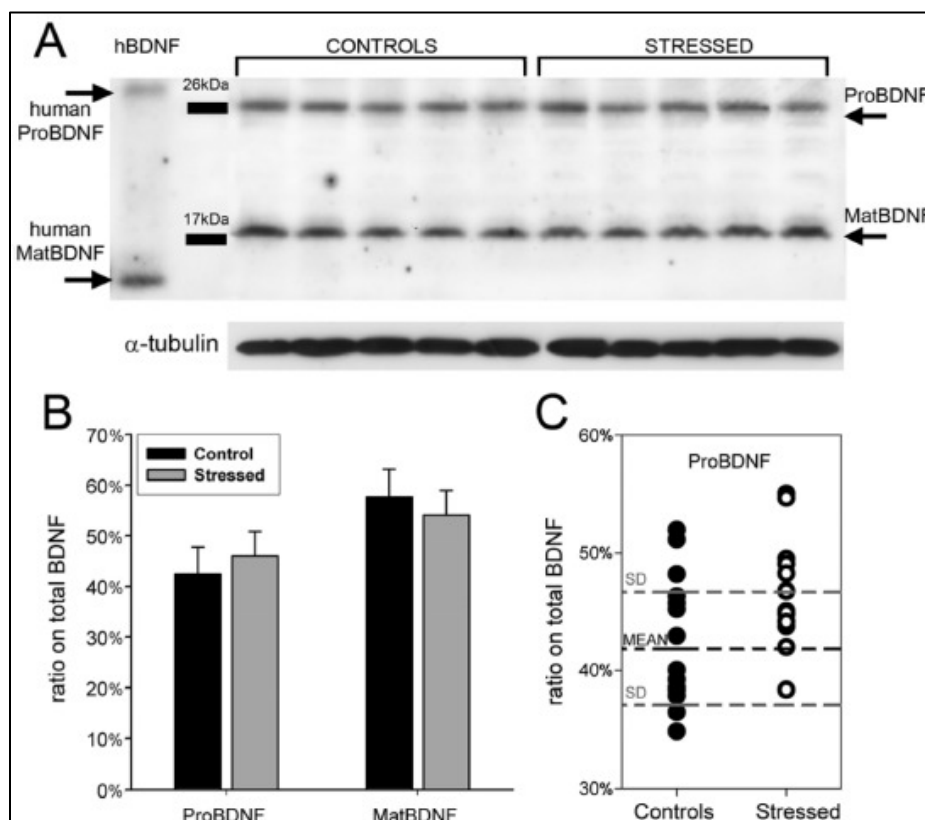 A
hBDNF
CONTROLS
STRESSED
26kDa
human
ProBDNF
ProBDNF
17kDa
human
MatBDNF
MatBDNF
α-tubulin
B
70%
60%
50%
40%
30%
20%
10%
0%
ratio on total BDNF
Control
Stressed
ProBDNF
MatBDNF
C
60%
50%
40%
30%
ratio on total BDNF
ProBDNF
SD
MEAN
SD
Controls
Stressed